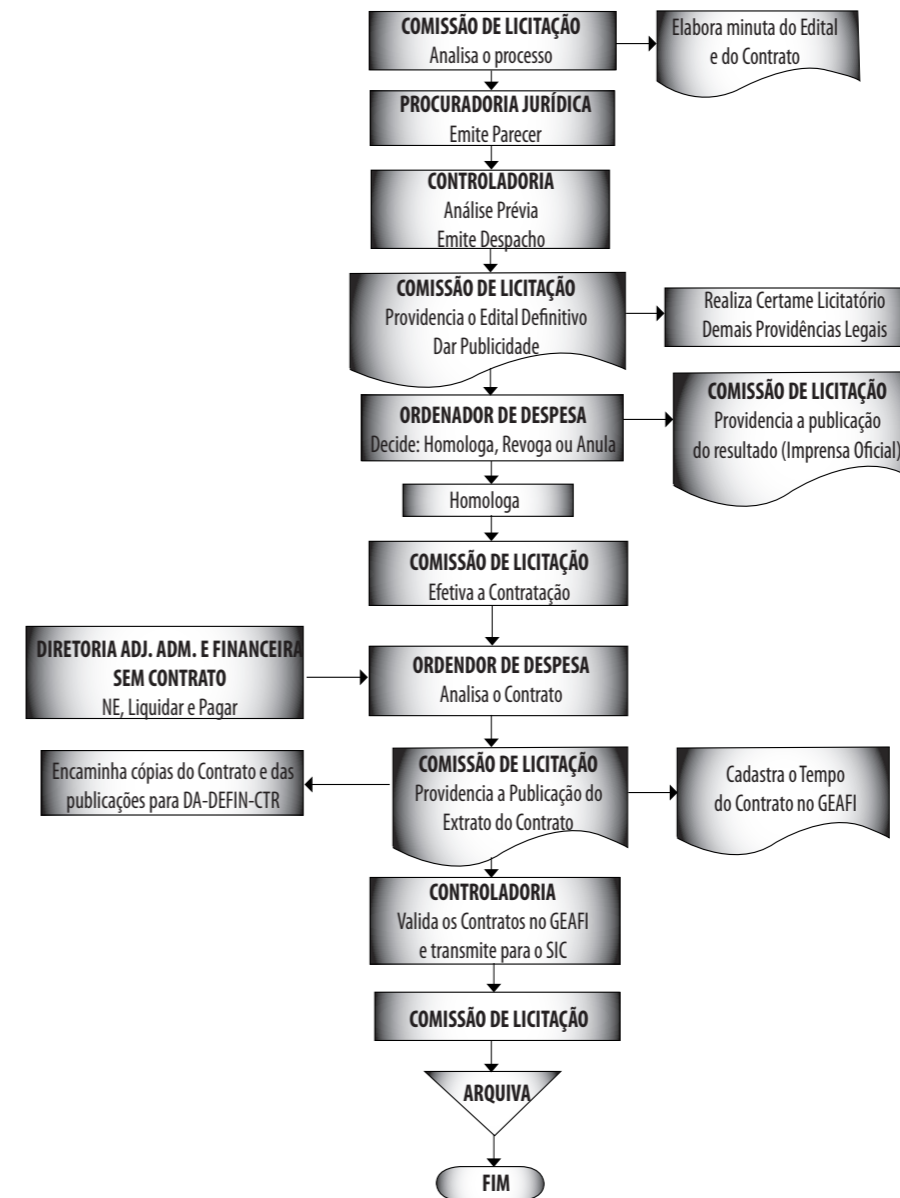 COMISSÃO DE LICITAÇÃO
Analisa o processo
Elabora minuta do Edital
e do Contrato
PROCURADORIA JURÍDICA
Emite Parecer
CONTROLADORIA
Análise Prévia
Emite Despacho
COMISSÃO DE LICITAÇÃO
Providencia o Edital Definitivo
Dar Publicidade
Realiza Certame Licitatório
Demais Providências Legais
ORDENADOR DE DESPESA
Decide: Homologa, Revoga ou Anula
COMISSÃO DE LICITAÇÃO
Providencia a publicação
do resultado (Imprensa Oficial)
Homologa
COMISSÃO DE LICITAÇÃO
Efetiva a Contratação
DIRETORIA ADJ. ADM. E FINANCEIRA
SEM CONTRATO
NE, Liquidar e Pagar
ORDENDOR DE DESPESA
Analisa o Contrato
Encaminha cópias do Contrato e das
publicações para DA-DEFIN-CTR
COMISSÃO DE LICITAÇÃO
Providencia a Publicação do
Extrato do Contrato
Cadastra o Tempo
do Contrato no GEAFI
CONTROLADORIA
Valida os Contratos no GEAFI
e transmite para o SIC
COMISSÃO DE LICITAÇÃO
ARQUIVA
FIM